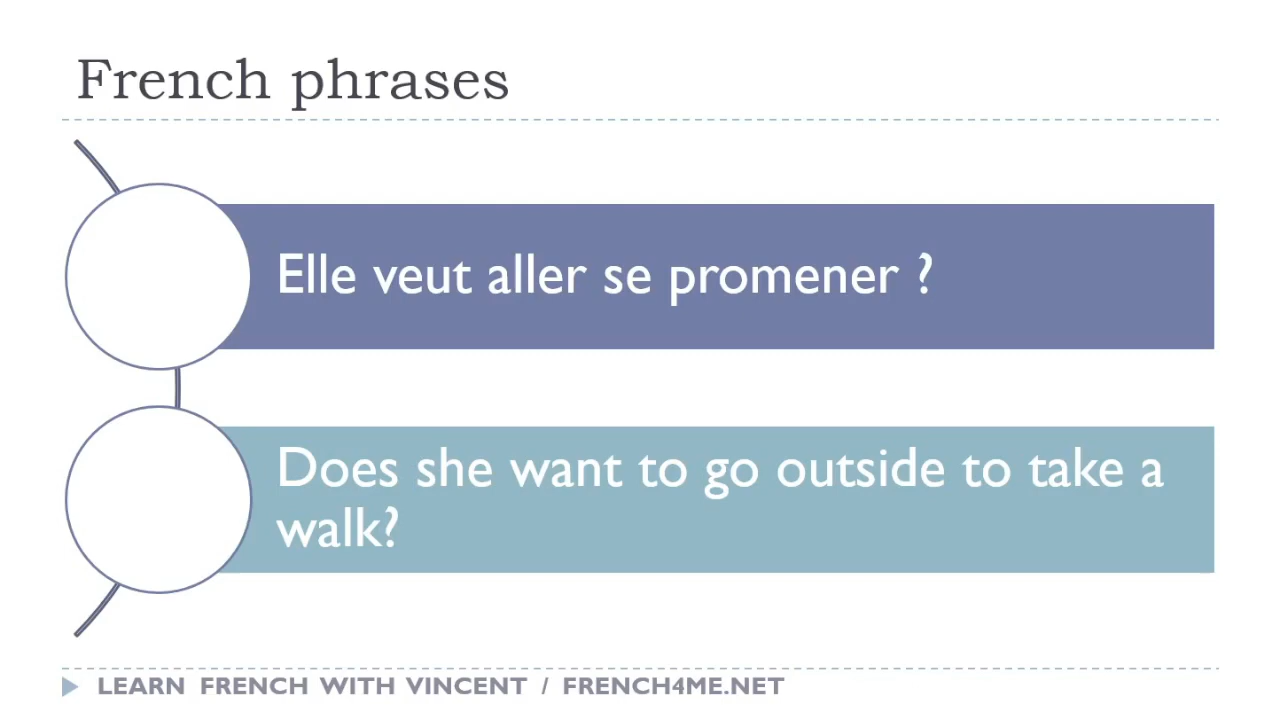 French phrases
Elle veut aller se promener ?
Does she want to go outside to take a
walk?
LEARN FRENCH WITH VINCENT / FRENCH4ME.NET